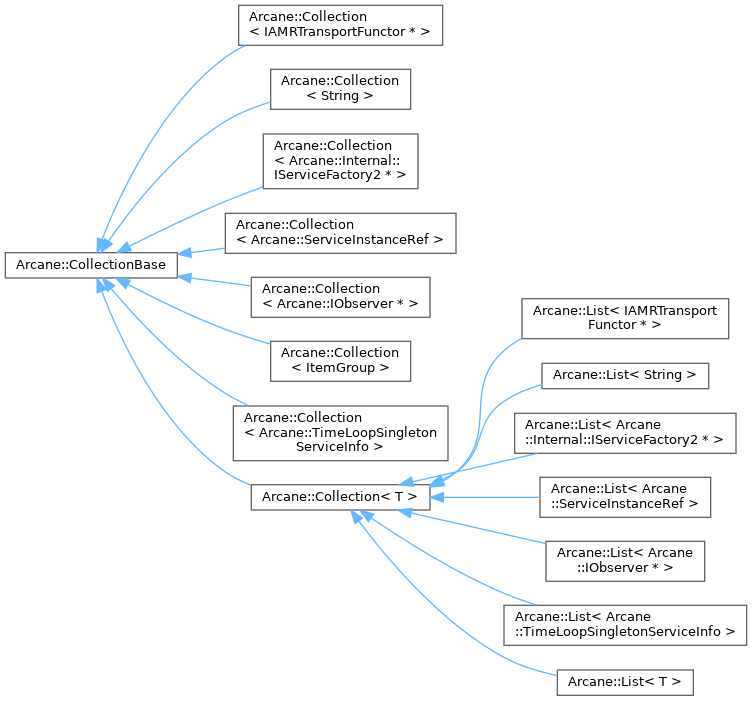 Arcane::Collection
< IAMRTransportFunctor * >
Arcane::Collection
< String >
Arcane::Collection
< Arcane::Internal::
IServiceFactory2 * >
Arcane::Collection
< Arcane::ServiceInstanceRef >
Arcane::CollectionBase
Arcane::Collection
< Arcane::IObserver * >
Arcane::Collection
< ItemGroup >
Arcane::Collection
< Arcane::TimeLoopSingleton
ServiceInfo >
Arcane::Collection< T >
Arcane::List< IAMRTransport
Functor * >
Arcane::List< String >
Arcane::List< Arcane
::Internal::IServiceFactory2 * >
Arcane::List< Arcane
::ServiceInstanceRef >
Arcane::List< Arcane
::IObserver * >
Arcane::List< Arcane
::TimeLoopSingletonServiceInfo >
Arcane::List< T >